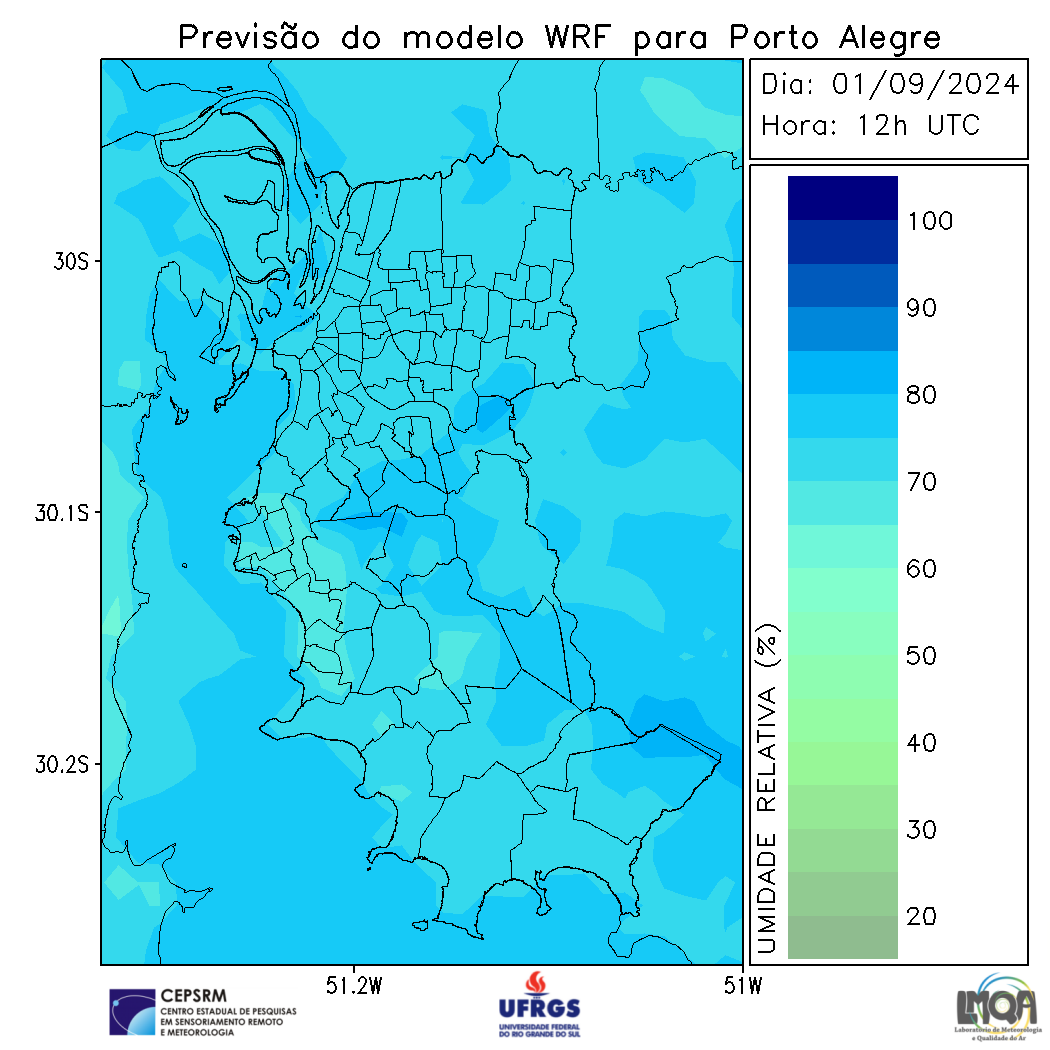 Previsão do modelo WRF para Porto Alegre
Dia: 01/09/2024
Hora: 12h UTC
30S
30.1S
30.2S
51.2W
51W
100
90
80
70
60
50
40
30
20
UMIDADE RELATIVA (%)
CEPSRM
CENTRO ESTADUAL DE PESQUISAS
EM SENSORIAMENTO REMOTO
E METEOROLOGIA
UFRGS
UNIVERSIDADE FEDERAL
DO RIO GRANDE DO SUL
LMQA
Laboratório de Meteorologia
e Qualidade do Ar